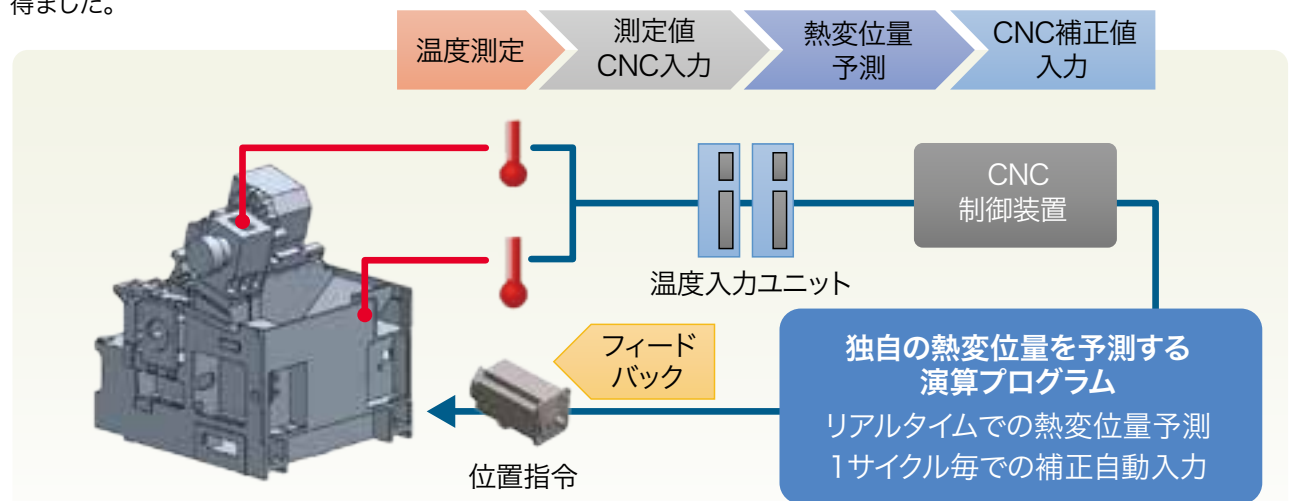 得ました。
温度測定
測定値
CNC入力
熱変位量
予測
CNC補正値
入力
CNC
制御装置
温度入力ユニット
フィード
バック
独自の熱変位量を予測する
演算プログラム
リアルタイムでの熱変位量予測
1サイクル毎での補正自動入力
位置指令